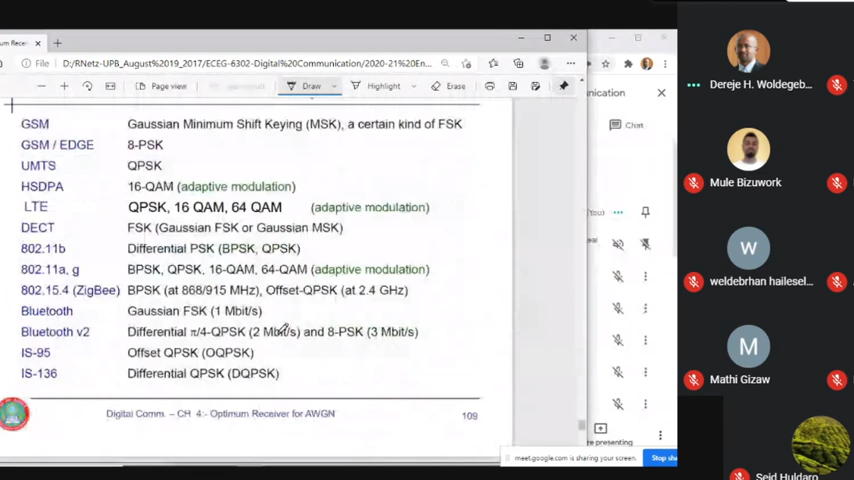 um Rece
D:/RNetz-UPB_August%2019_2017/ECEG-6302-Digital%20Communication/2020-21%20En...
Page view
Draw
Highlight
Erase
GSM Gaussian Minimum Shift Keying (MSK), a certain kind of FSK
GSM / EDGE 8-PSK
UMTS QPSK
HSDPA 16-QAM (adaptive modulation)
LTE QPSK, 16 QAM, 64 QAM (adaptive modulation)
DECT FSK (Gaussian FSK or Gaussian MSK)
802.11b Differential PSK (BPSK, QPSK)
802.11a, g BPSK, QPSK, 16-QAM, 64-QAM (adaptive modulation)
802.15.4 (ZigBee) BPSK (at 868/915 MHz), Offset-QPSK (at 2.4 GHz)
Bluetooth Gaussian FSK (1 Mbit/s)
Bluetooth v2 Differential π/4-QPSK (2 Mbit/s) and 8-PSK (3 Mbit/s)
IS-95 Offset QPSK (OQPSK)
IS-136 Differential QPSK (DQPSK)
Digital Comm. – CH 4:- Optimum Receiver for AWGN 109
nication
Chat
(You)
eal
re presenting
meet.google.com is sharing your screen.
Stop sha
Dereje H. Woldegeb...
Mule Bizuwork
W
weldebrhan hailesel...
M
Mathi Gizaw
Seid Huldaro